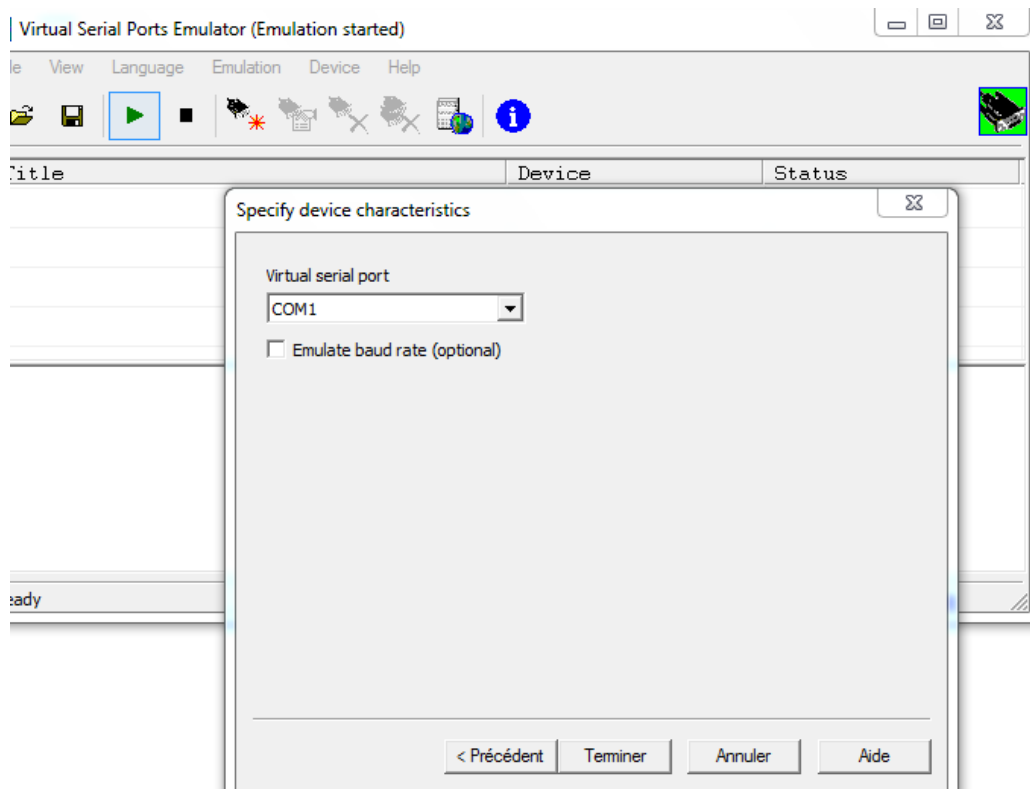 Virtual Serial Ports Emulator (Emulation started)
le View Language Emulation Device Help
Title Device Status
Specify device characteristics
Virtual serial port
COM1
Emulate baud rate (optional)
eady
< Précédent Terminer Annuler Aide